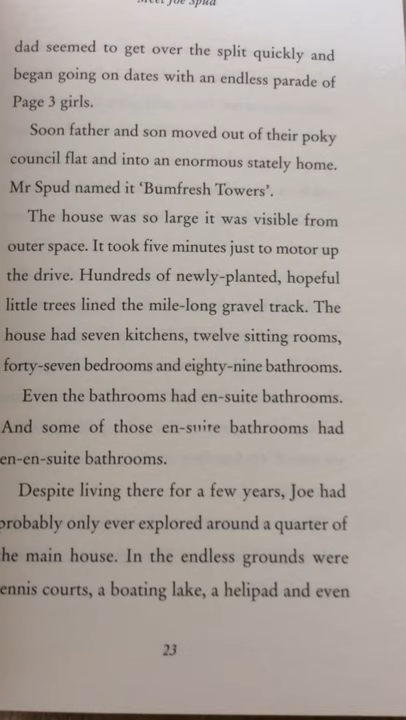 Meet Joe Spud
dad seemed to get over the split quickly and
began going on dates with an endless parade of
Page 3 girls.
Soon father and son moved out of their poky
council flat and into an enormous stately home.
Mr Spud named it ‘Bumfresh Towers’.
The house was so large it was visible from
outer space. It took five minutes just to motor up
the drive. Hundreds of newly-planted, hopeful
little trees lined the mile-long gravel track. The
house had seven kitchens, twelve sitting rooms,
forty-seven bedrooms and eighty-nine bathrooms.
Even the bathrooms had en-suite bathrooms.
And some of those en-suite bathrooms had
en-en-suite bathrooms.
Despite living there for a few years, Joe had
probably only ever explored around a quarter of
the main house. In the endless grounds were
tennis courts, a boating lake, a helipad and even
23